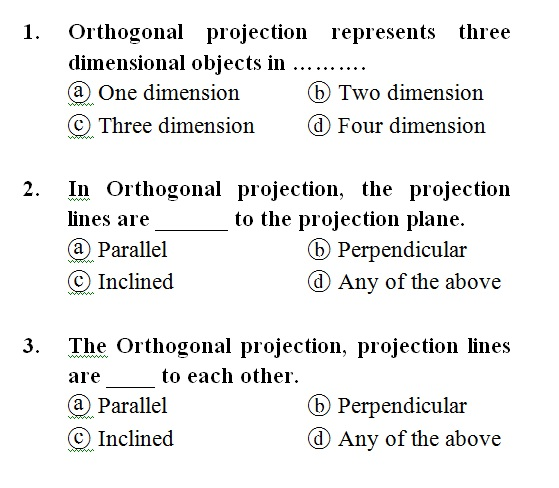 1. Orthogonal projection represents three
dimensional objects in ..........
ⓐ One dimension ⓑ Two dimension
ⓒ Three dimension ⓓ Four dimension
2. In Orthogonal projection, the projection
lines are ______ to the projection plane.
ⓐ Parallel ⓑ Perpendicular
ⓒ Inclined ⓓ Any of the above
3. The Orthogonal projection, projection lines
are ____ to each other.
ⓐ Parallel ⓑ Perpendicular
ⓒ Inclined ⓓ Any of the above